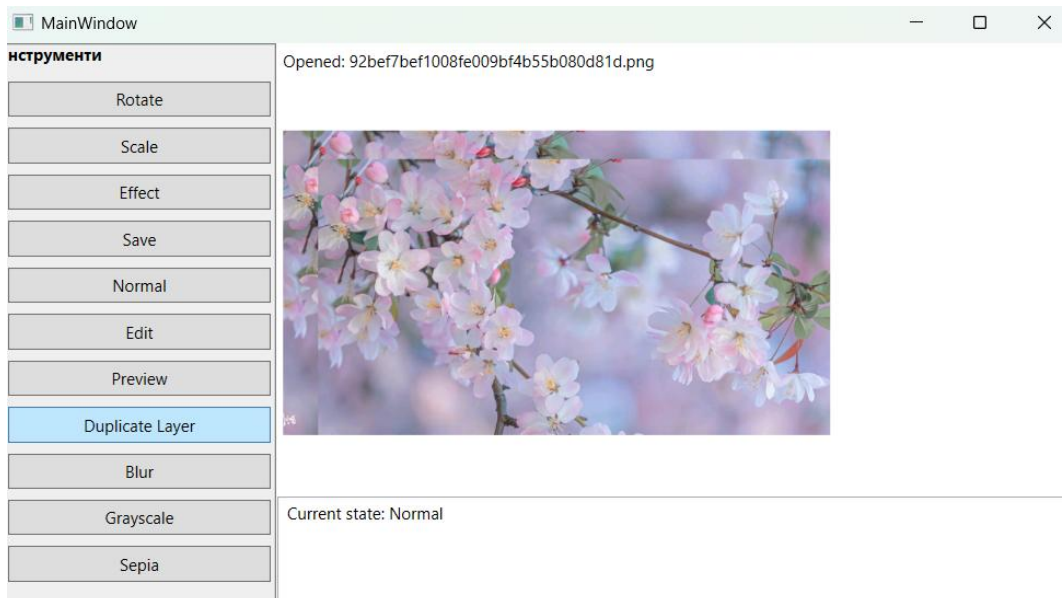 MainWindow
нструменти
Rotate
Scale
Effect
Save
Normal
Edit
Preview
Duplicate Layer
Blur
Grayscale
Sepia
Opened: 92bef7bef1008fe009bf4b55b080d81d.png
Current state: Normal